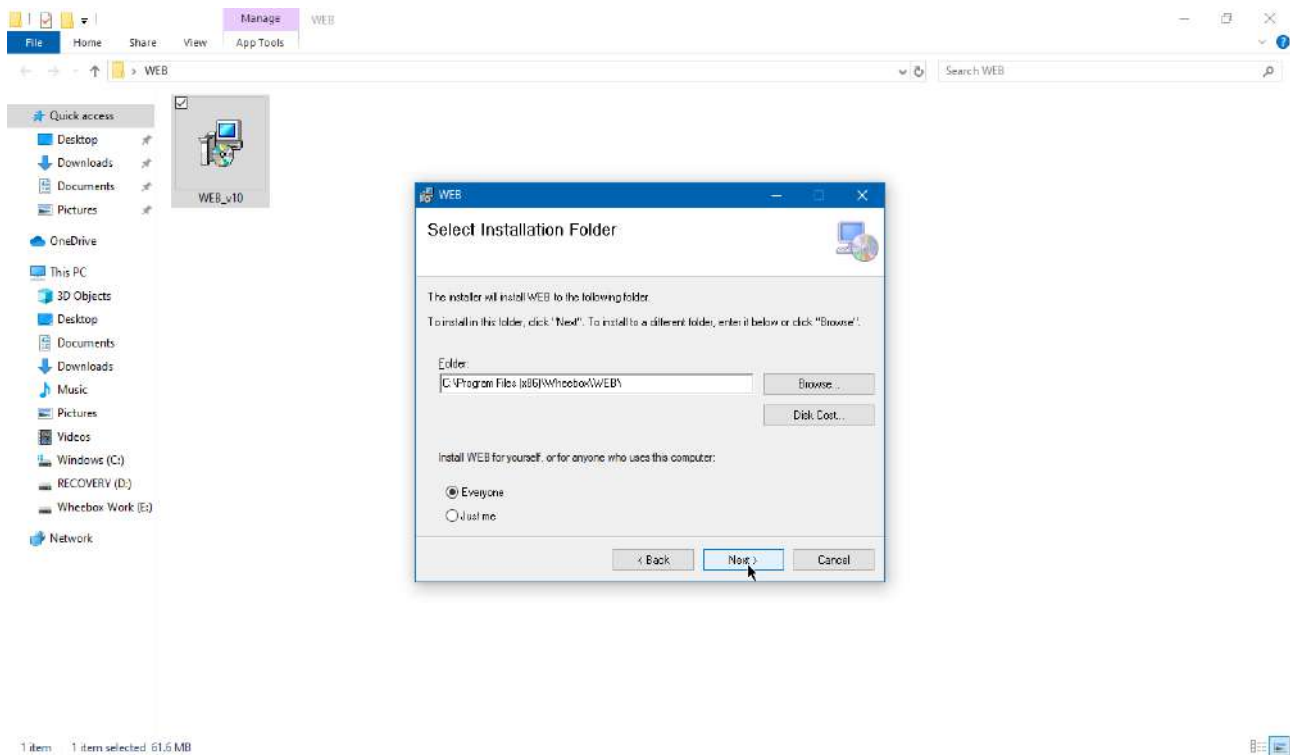 Manage
WEB
File
Home
Share
View
App Tools
WEB
Search WEB
Quick access
Desktop
Downloads
Documents
Pictures
OneDrive
This PC
3D Objects
Desktop
Documents
Downloads
Music
Pictures
Videos
Windows (C:)
RECOVERY (D:)
Wheebox Work (E:)
Network
WEB_v10
WEB
Select Installation Folder
The installer will install WEB to the following folder.
To install in this folder, click "Next". To install to a different folder, enter it below or click "Browse".
Folder:
C:\Program Files (x86)\Wheebox\WEB\
Browse...
Disk Cost...
Install WEB for yourself, or for anyone who uses this computer:
Everyone
Just me
< Back
Next >
Cancel
1 item
1 item selected 61.6 MB